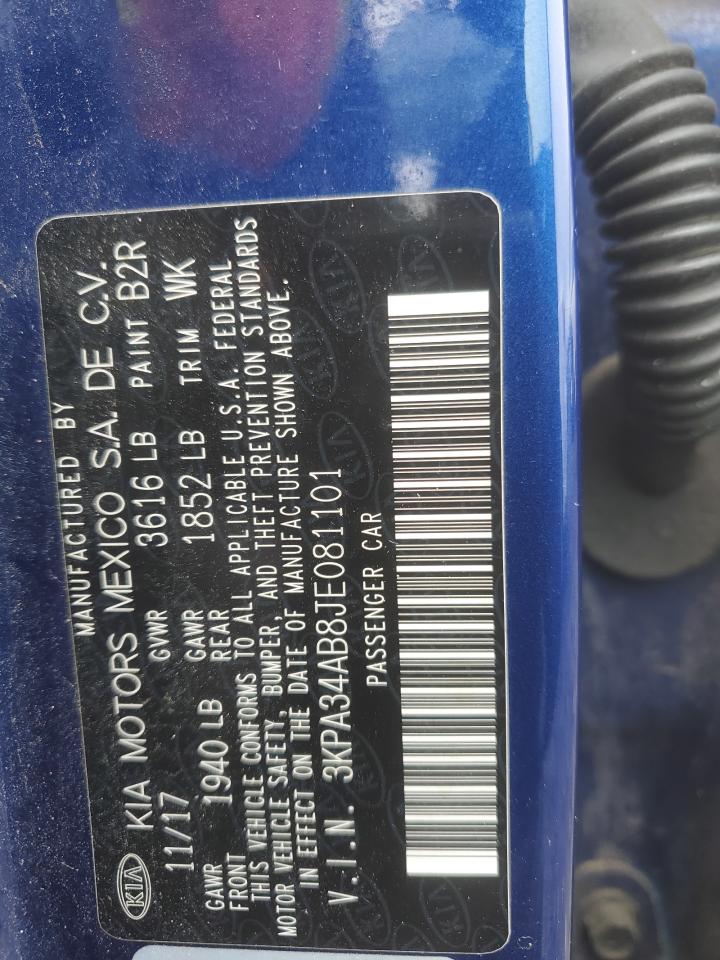 MANUFACTURED BY
KIA KIA MOTORS MEXICO S.A. DE C.V.
11/17 GVWR 3616 LB PAINT B2R
GAWR FRONT 1940 LB GAWR REAR 1852 LB TRIM WK
THIS VEHICLE CONFORMS TO ALL APPLICABLE U.S.A. FEDERAL
MOTOR VEHICLE SAFETY, BUMPER, AND THEFT PREVENTION STANDARDS
IN EFFECT ON THE DATE OF MANUFACTURE SHOWN ABOVE.
V.I.N. 3KPA34AB8JE081101
PASSENGER CAR